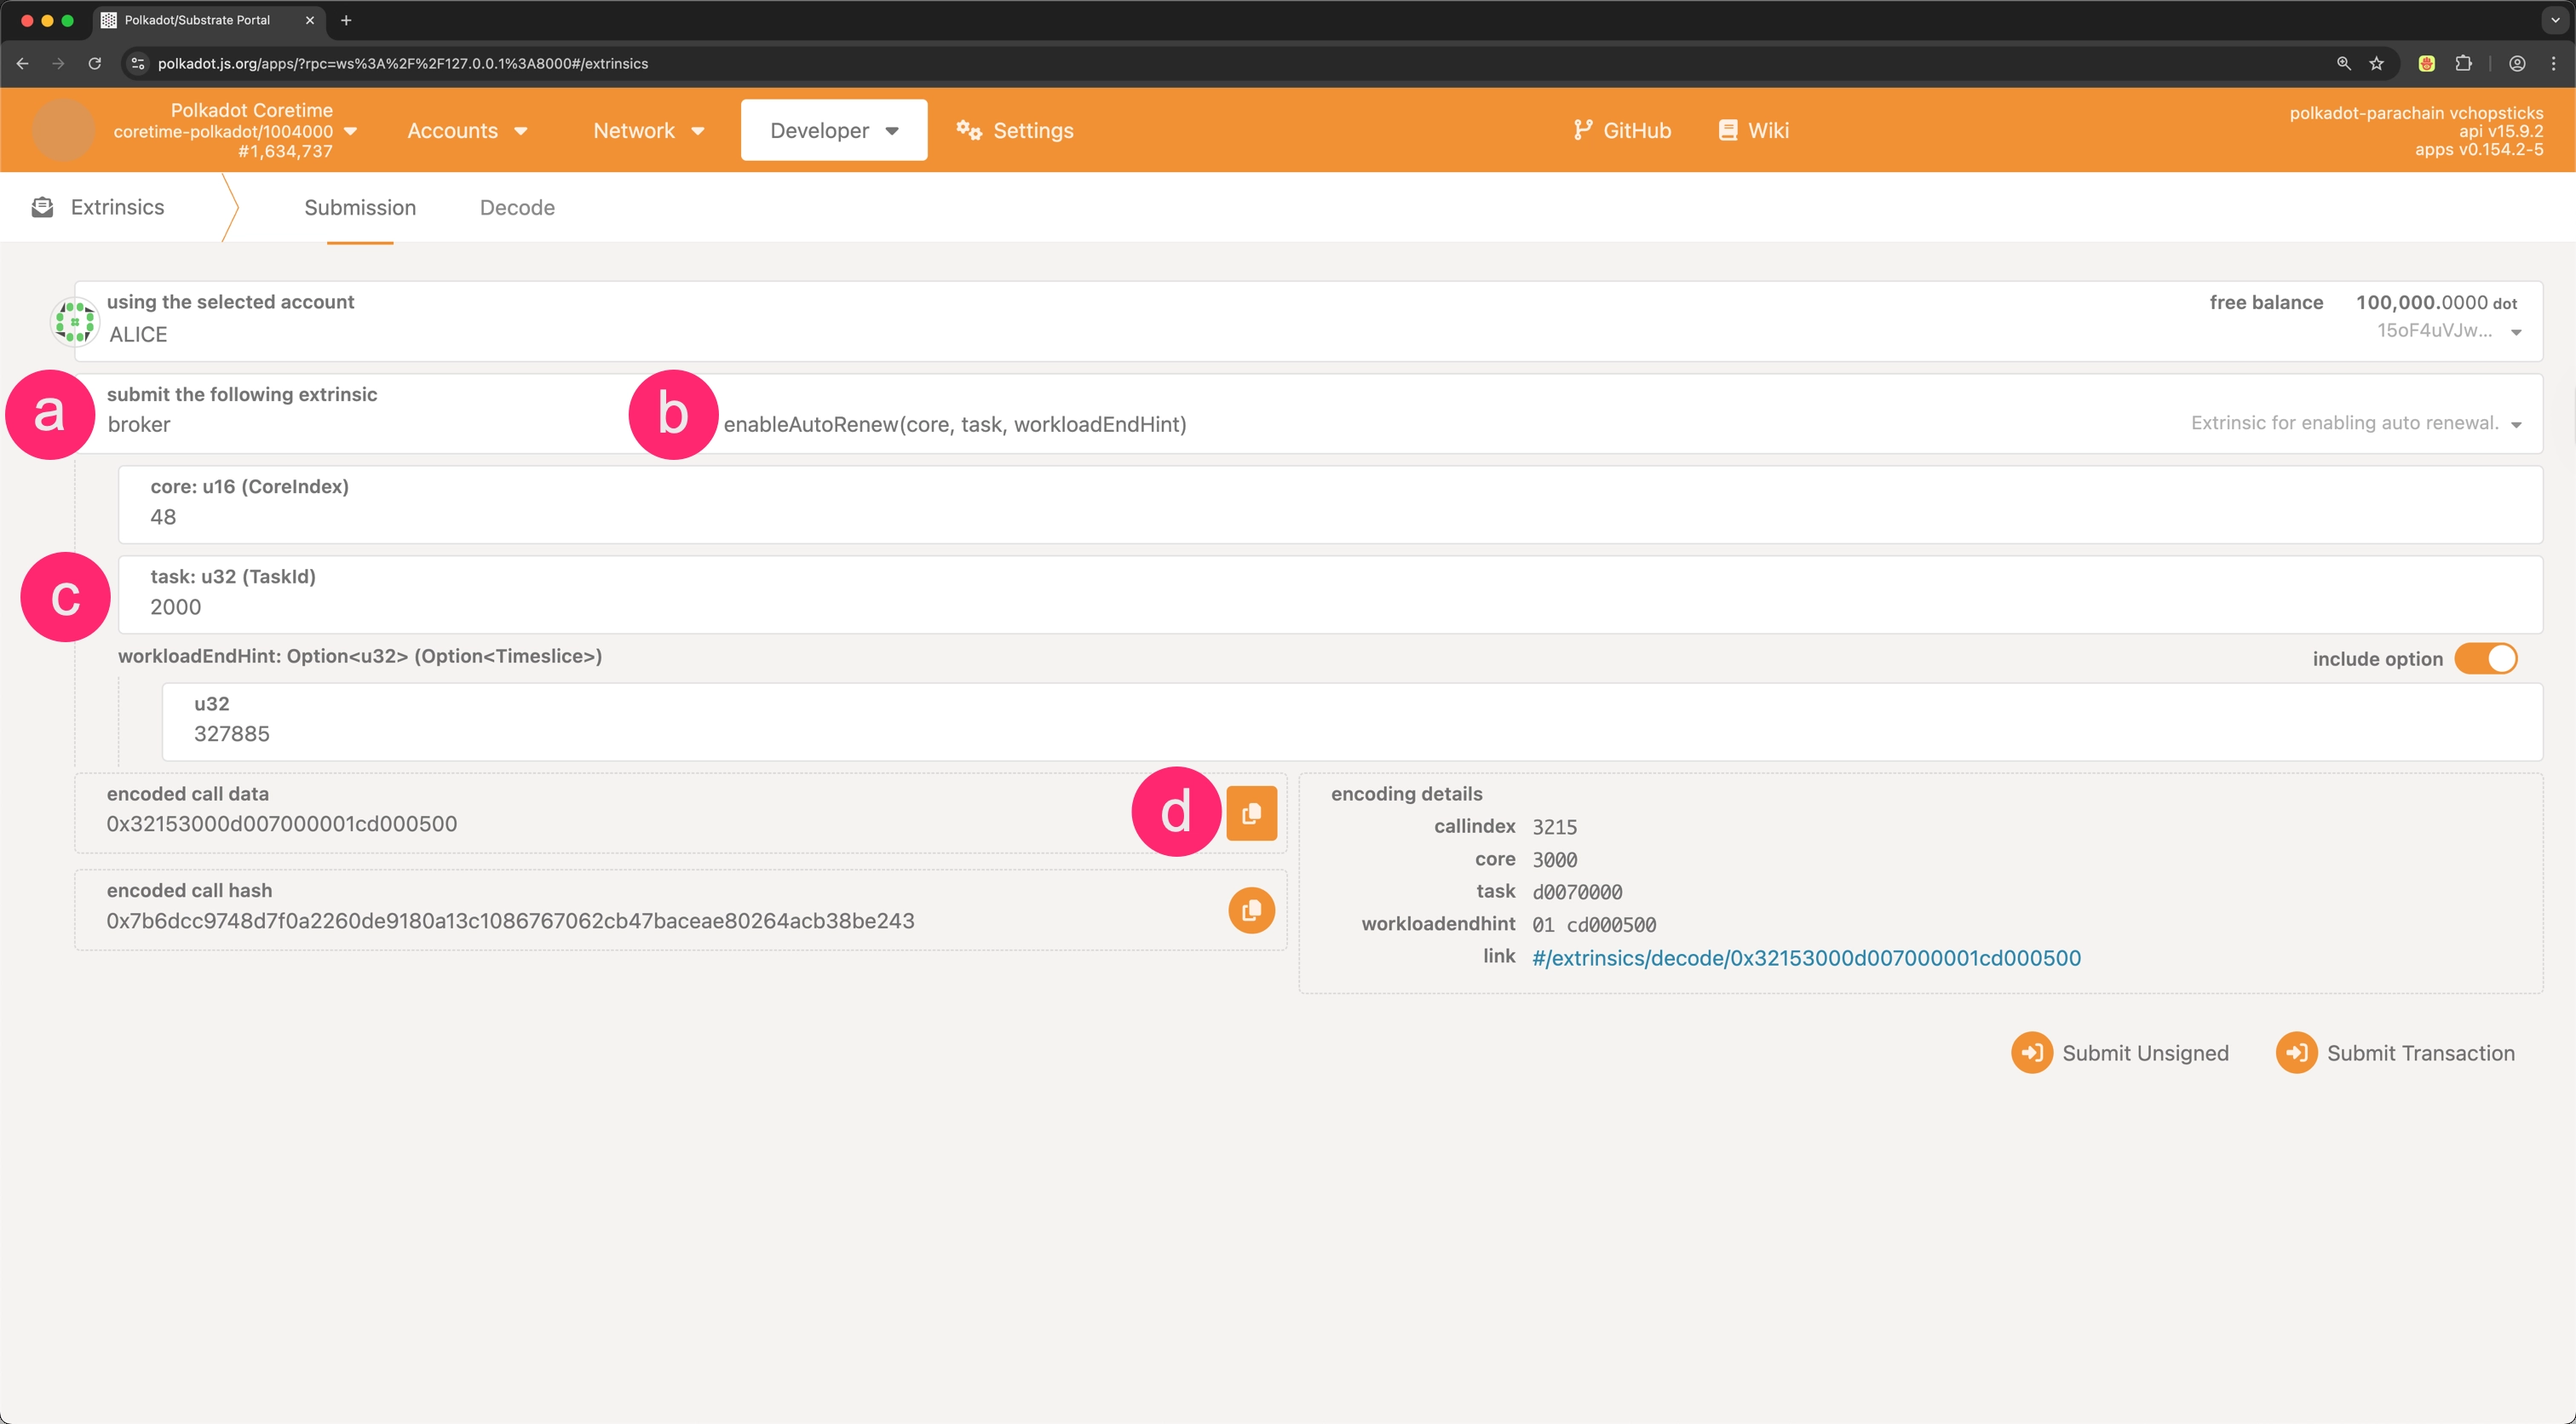 Polkadot/Substrate Portal
polkadot.js.org/apps/?rpc=ws%3A%2F%2F127.0.0.1%3A8000#/extrinsics
Polkadot Coretime
coretime-polkadot/1004000
#1,634,737
Accounts
Network
Developer
Settings
GitHub
Wiki
polkadot-parachain vchopsticks
api v15.9.2
apps v0.154.2-5
Extrinsics
Submission
Decode
using the selected account
ALICE
free balance 100,000.0000 dot
15oF4uVJw...
a
submit the following extrinsic
broker
b
enableAutoRenew(core, task, workloadEndHint)
Extrinsic for enabling auto renewal.
core: u16 (CoreIndex)
48
c
task: u32 (TaskId)
2000
workloadEndHint: Option<u32> (Option<Timeslice>)
include option
u32
327885
encoded call data
0x32153000d007000001cd000500
d
encoded call hash
0x7b6dcc9748d7f0a2260de9180a13c1086767062cb47baceae80264acb38be243
encoding details
callindex 3215
core 3000
task d0070000
workloadendhint 01 cd000500
link #/extrinsics/decode/0x32153000d007000001cd000500
Submit Unsigned
Submit Transaction